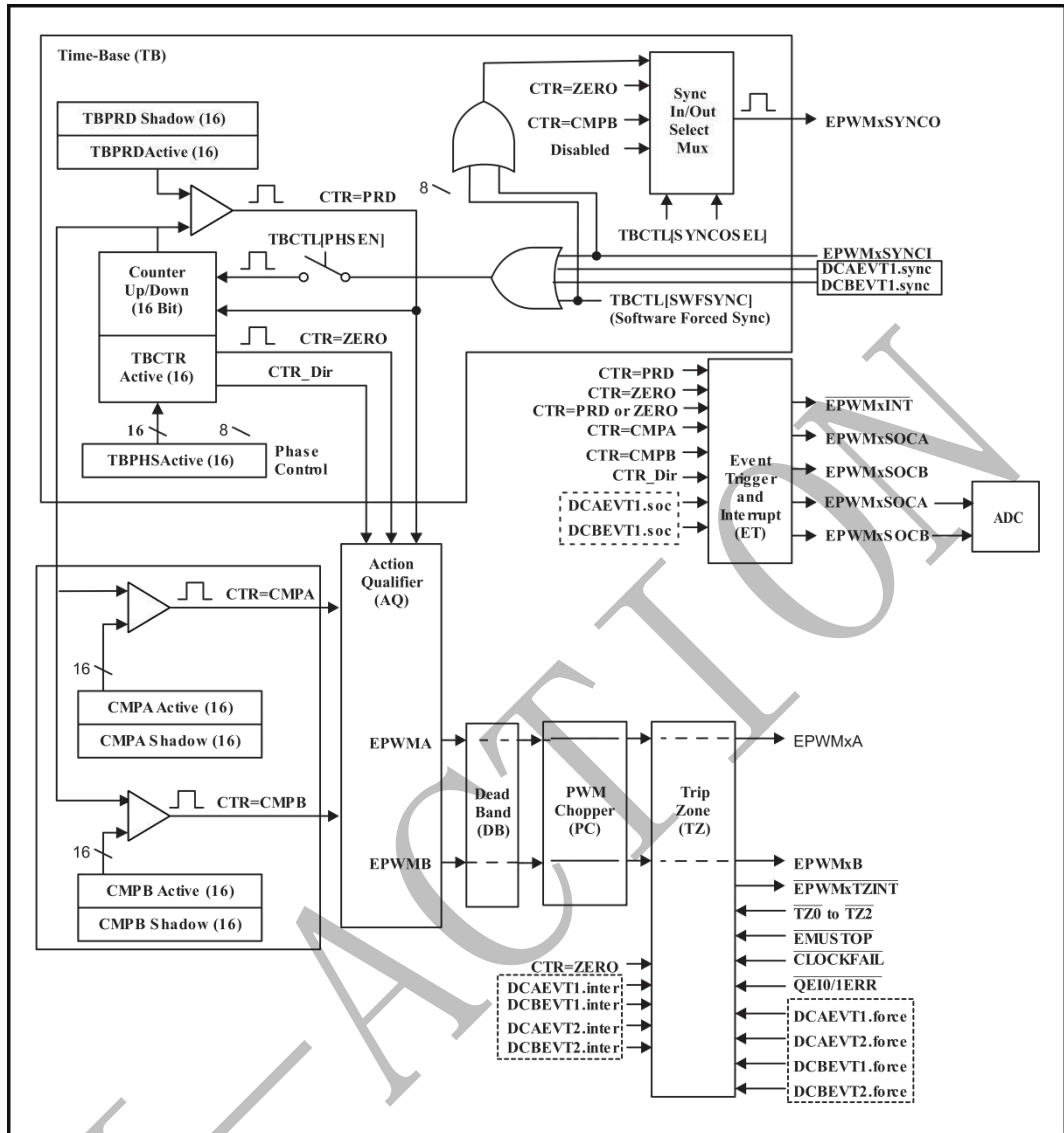 Time-Base (TB)
TBPRD Shadow (16)
TBPRDActive (16)
CTR=PRD
TBCTL[PHSEN]
Counter
Up/Down
(16 Bit)
TBCTR
Active (16)
CTR=ZERO
CTR_Dir
16
8
TBPHSActive (16)
Phase
Control
8
CTR=ZERO
CTR=CMPB
Disabled
Sync
In/Out
Select
Mux
EPWMxSYNCO
TBCTL[SYNCOSEL]
EPWMxSYNCI
DCAEVT1.sync
DCBEVT1.sync
TBCTL[SWFSYNC]
(Software Forced Sync)
CTR=PRD
CTR=ZERO
CTR=PRD or ZERO
CTR=CMPA
CTR=CMPB
CTR_Dir
DCAEVT1.soc
DCBEVT1.soc
Event
Trigger
and
Interrupt
(ET)
EPWMxINT
EPWMxSOCA
EPWMxSOCB
EPWMxSOCA
EPWMxSOCB
ADC
Action
Qualifier
(AQ)
CTR=CMPA
16
CMPA Active (16)
CMPA Shadow (16)
CTR=CMPB
16
CMPB Active (16)
CMPB Shadow (16)
EPWMA
EPWMB
Dead
Band
(DB)
PWM
Chopper
(PC)
Trip
Zone
(TZ)
EPWMxA
EPWMxB
EPWMxTZINT
TZ0 to TZ2
EMUSTOP
CLOCKFAIL
QEI0/1ERR
DCAEVT1.force
DCAEVT2.force
DCBEVT1.force
DCBEVT2.force
CTR=ZERO
DCAEVT1.inter
DCBEVT1.inter
DCAEVT2.inter
DCBEVT2.inter
-ACTION